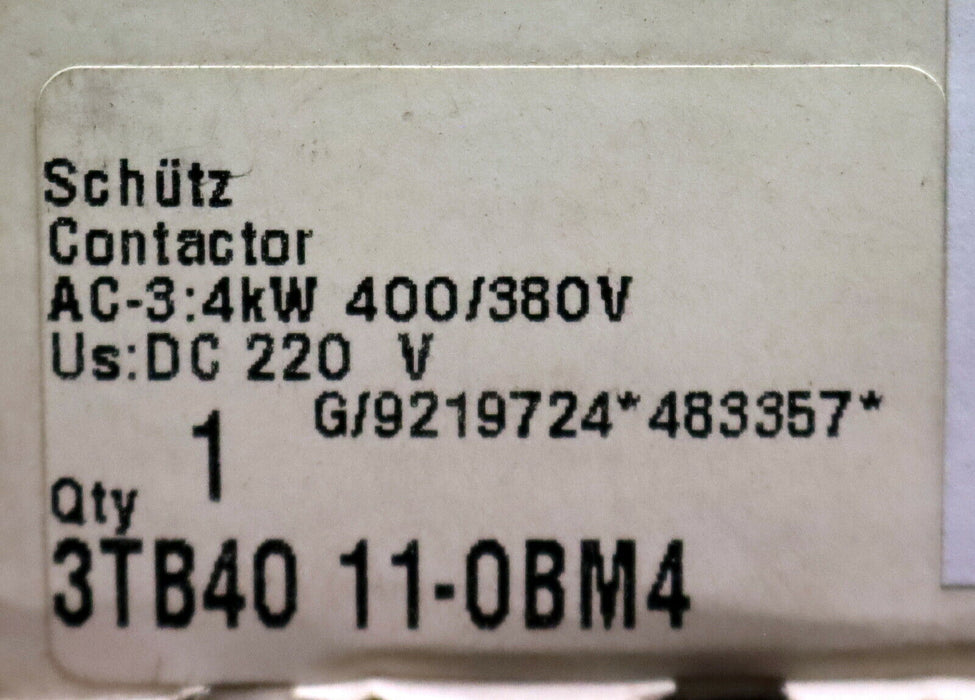 Schütz
Contactor
AC-3:4kW 400/380V
Us:DC 220 V
G/9219724*483357*
Qty 1
3TB40 11-0BM4